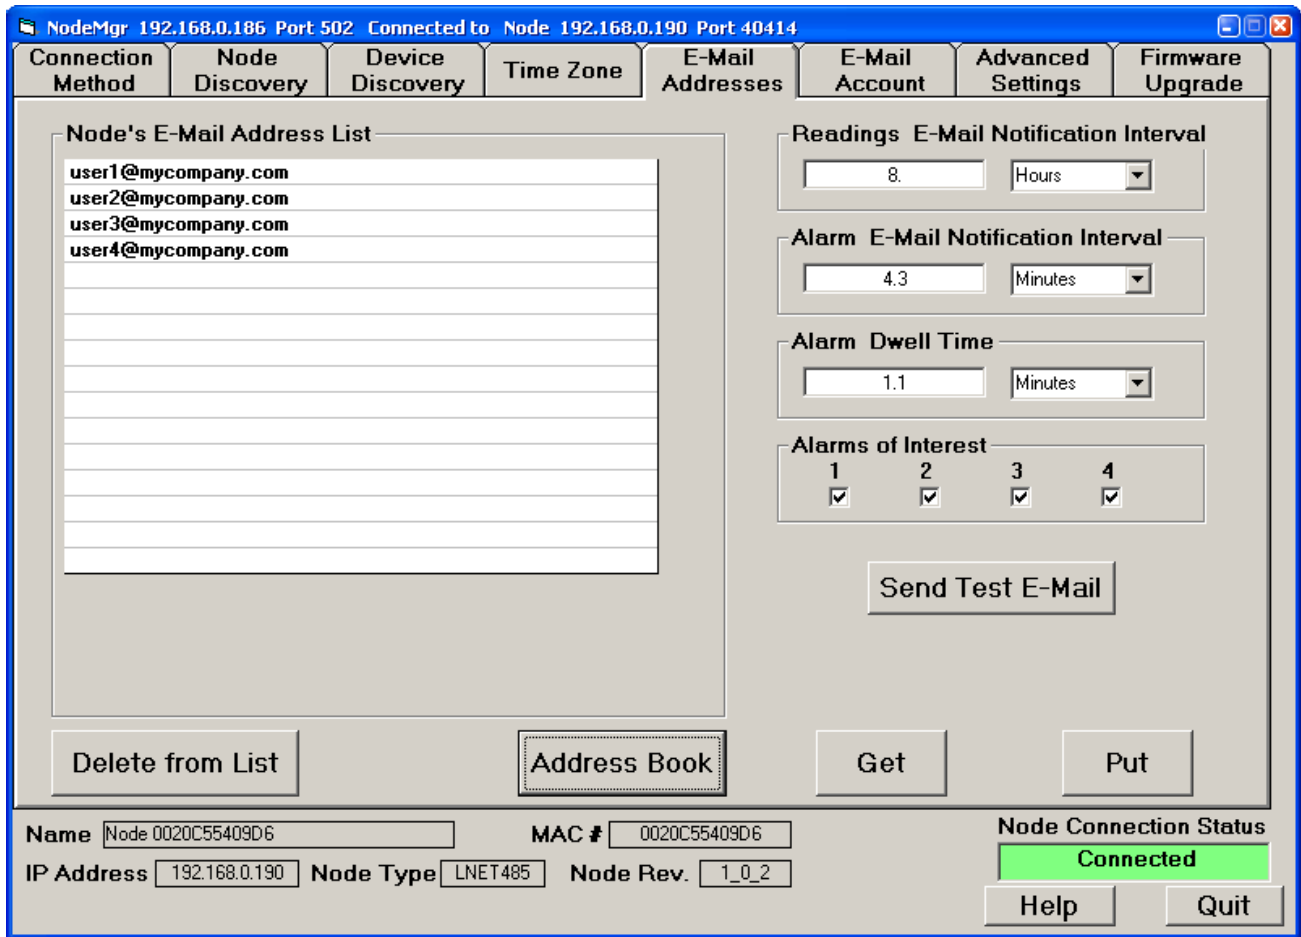 NodeMgr 192.168.0.186 Port 502 Connected to Node 192.168.0.190 Port 40414
Connection Method
Node Discovery
Device Discovery
Time Zone
E-Mail Addresses
E-Mail Account
Advanced Settings
Firmware Upgrade
Node's E-Mail Address List
user1@mycompany.com
user2@mycompany.com
user3@mycompany.com
user4@mycompany.com
Readings E-Mail Notification Interval
8. Hours
Alarm E-Mail Notification Interval
4.3 Minutes
Alarm Dwell Time
1.1 Minutes
Alarms of Interest
1 2 3 4
Send Test E-Mail
Delete from List
Address Book
Get
Put
Name Node 0020C55409D6 MAC # 0020C55409D6
IP Address 192.168.0.190 Node Type LNET485 Node Rev. 1_0_2
Node Connection Status
Connected
Help
Quit